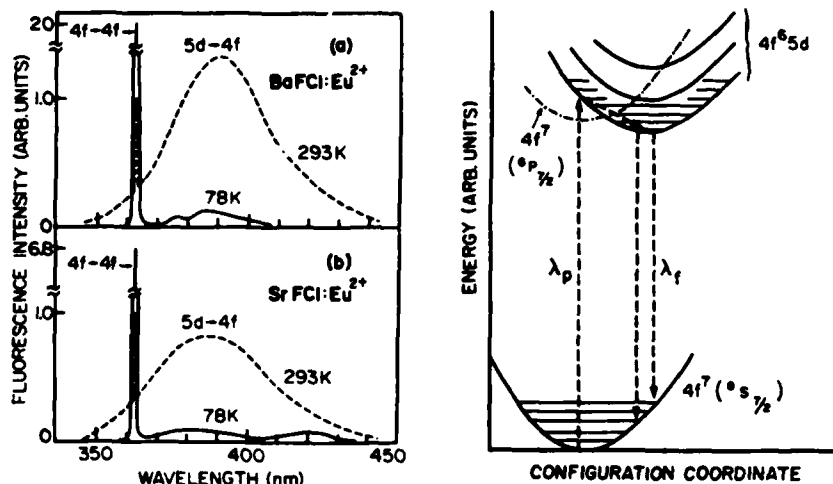 FLUORESCENCE INTENSITY (ARB. UNITS)
20
1.0
0
4f-4f
5d-4f
(a)
BaFCl:Eu2+
293K
78K
6.8
1.0
0
4f-4f
(b)
SrFCl:Eu2+
5d-4f
293K
78K
350
400
450
WAVELENGTH (nm)
ENERGY (ARB. UNITS)
4f⁶5d
4f⁷
(⁶P₇/₂)
λp
λf
4f⁷(⁸S₇/₂)
CONFIGURATION COORDINATE